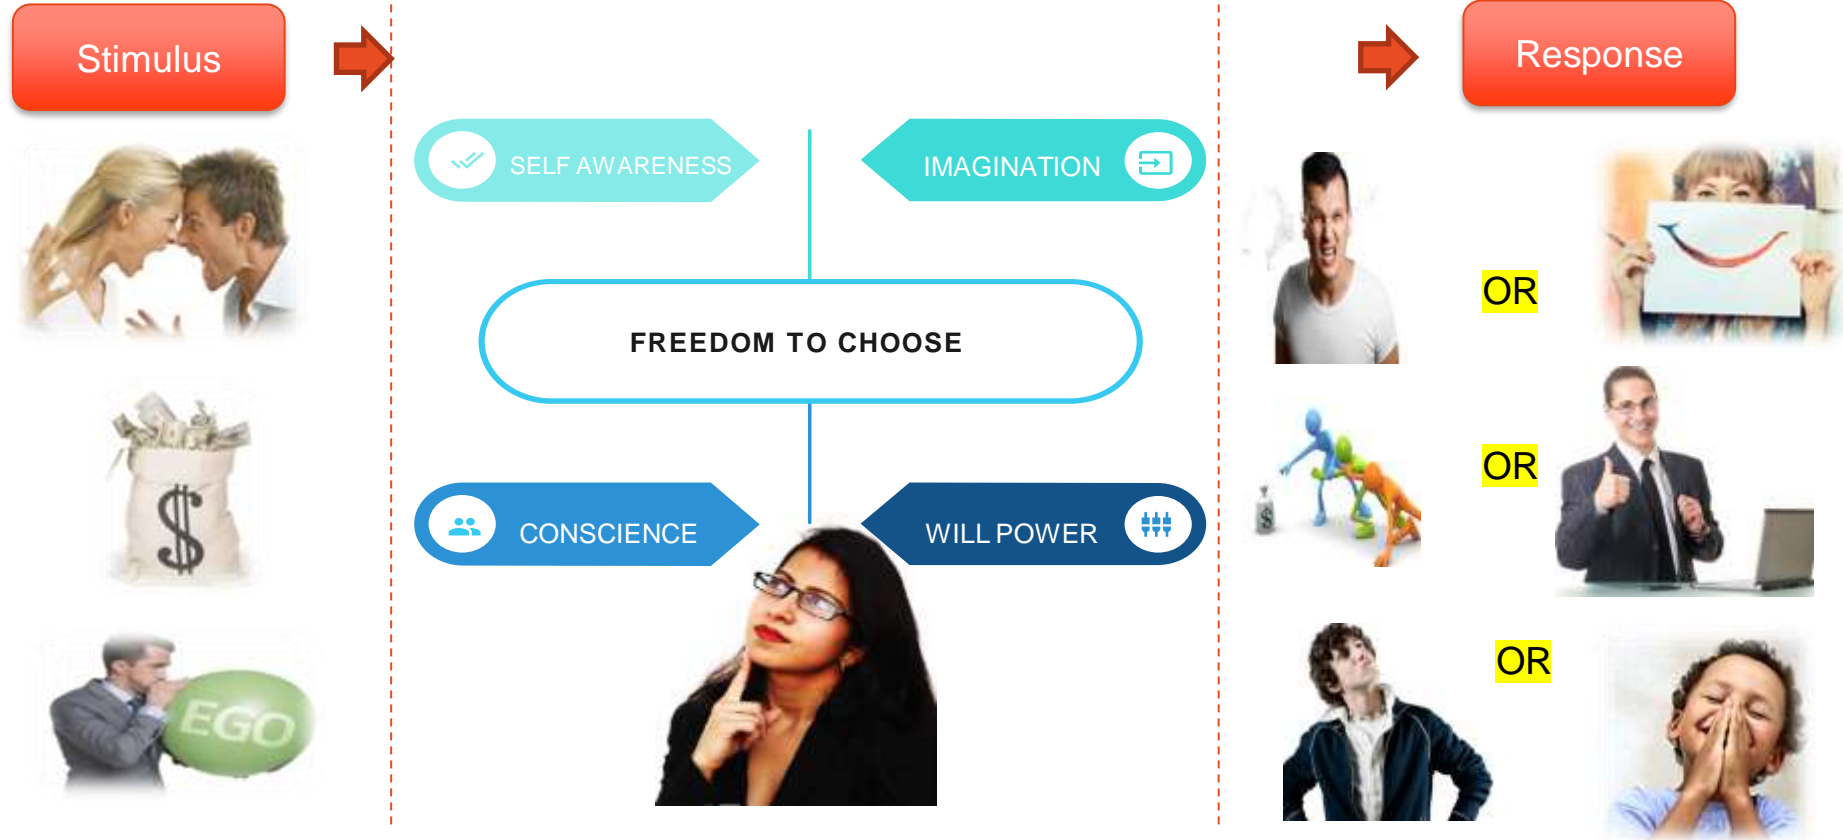 Stimulus
Response
SELF AWARENESS
IMAGINATION
OR
FREEDOM TO CHOOSE
$
OR
CONSCIENCE
WILL POWER
$
EGO
OR